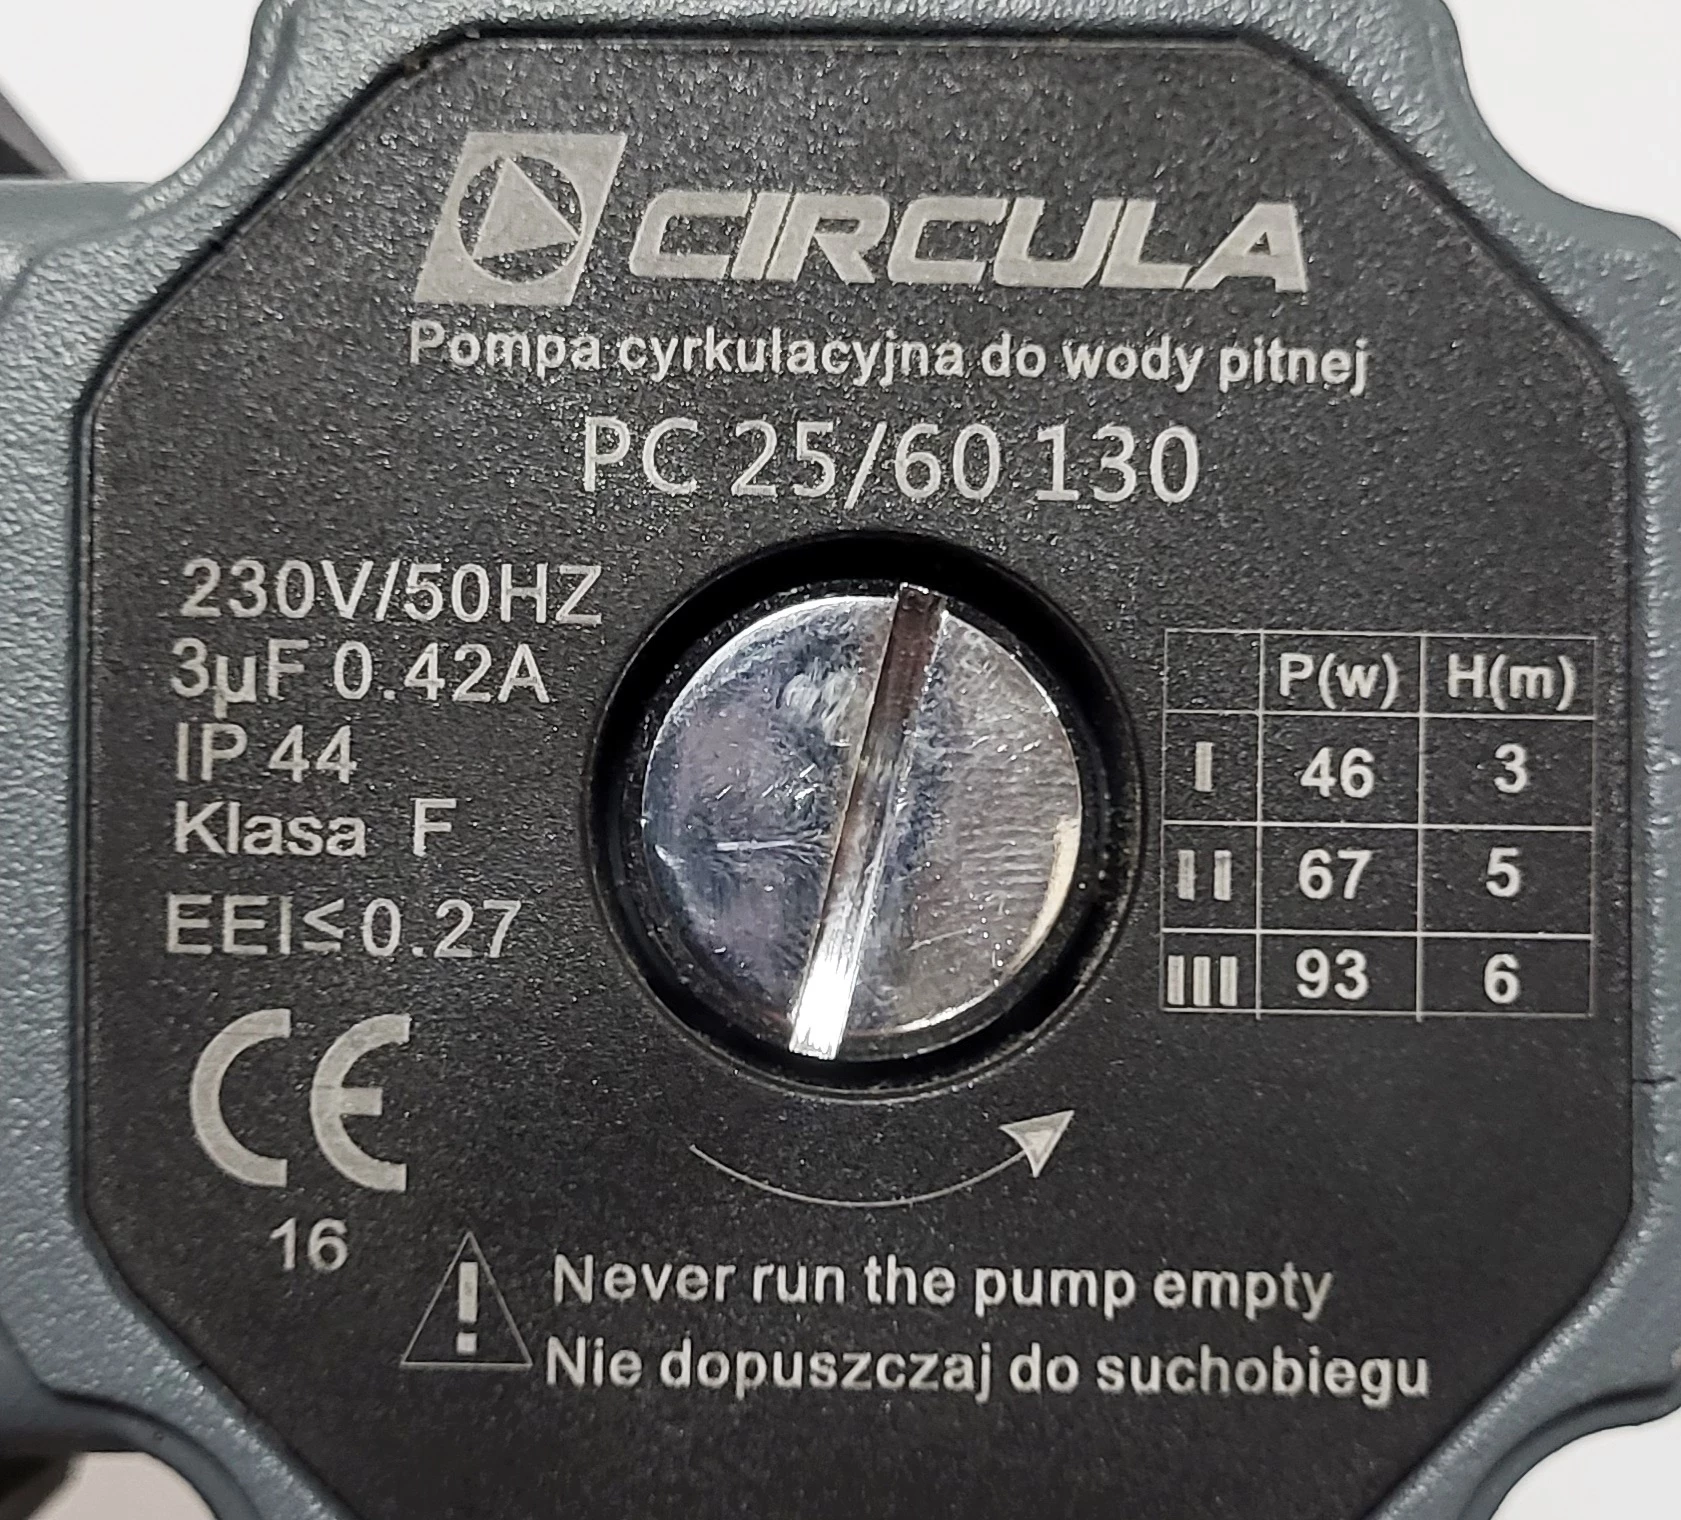 CIRCULA
Pompa cyrkulacyjna do wody pitnej
PC 25/60 130
230V/50HZ
3µF 0.42A
IP 44
Klasa F
EEI≤0.27
P(w) H(m)
I 46 3
II 67 5
III 93 6
CE
16
Never run the pump empty
Nie dopuszczaj do suchobiegu